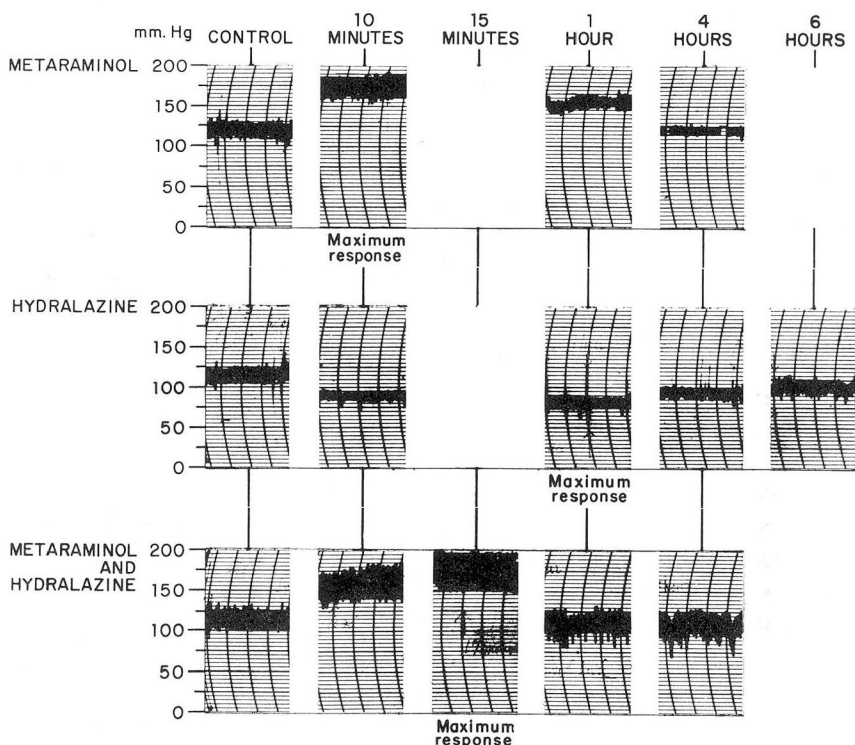 mm. Hg CONTROL 10 MINUTES 15 MINUTES 1 HOUR 4 HOURS 6 HOURS
METARAMINOL 200
150
100
50
0
Maximum
response
HYDRALAZINE 200
150
100
50
0
Maximum
response
METARAMINOL
AND
HYDRALAZINE
200
150
100
50
0
Maximum
response